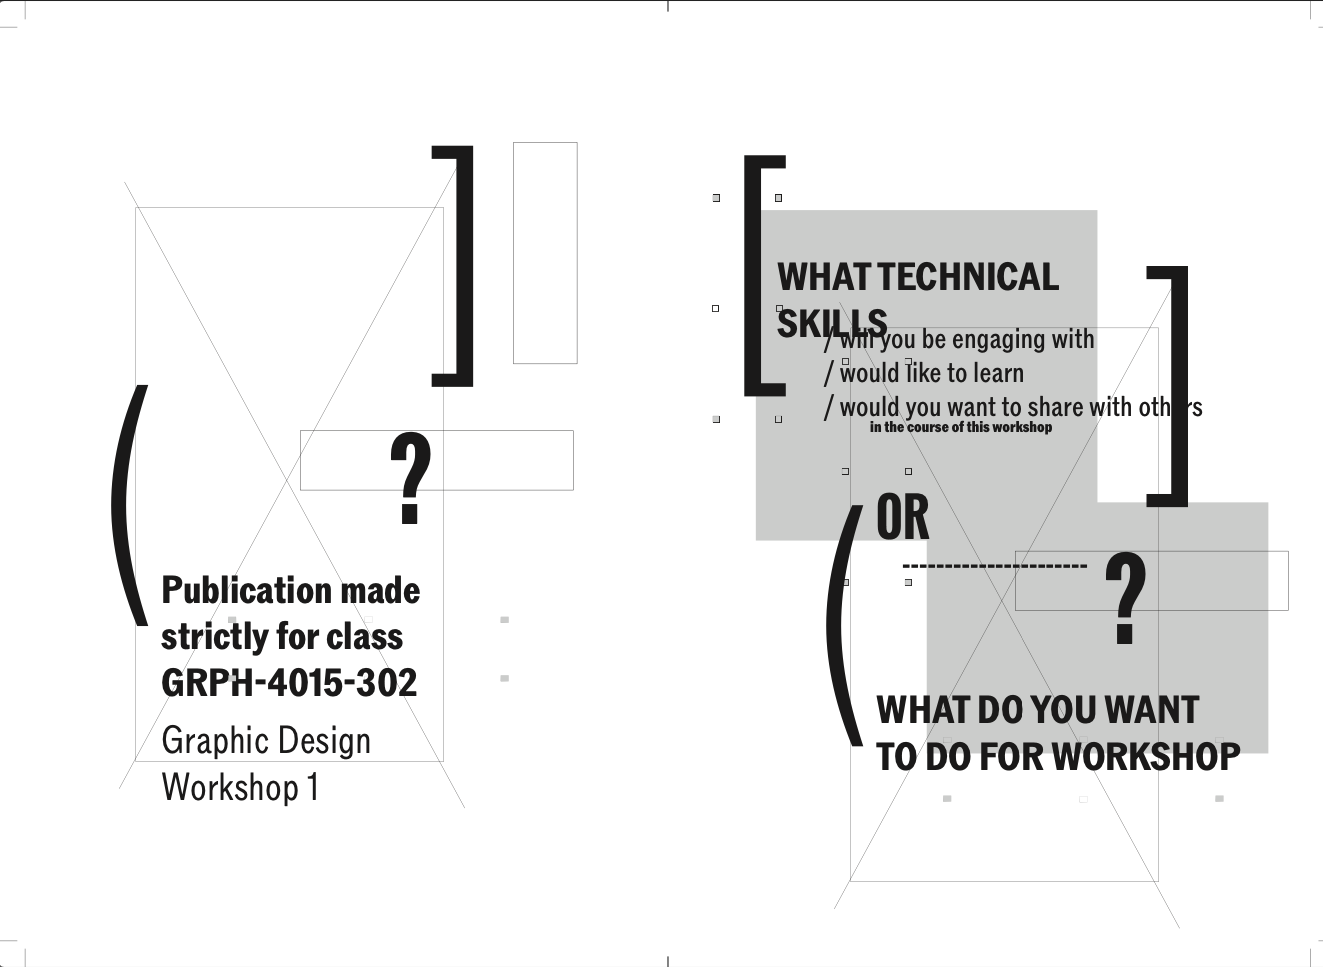 ]
(
?
Publication made
strictly for class
GRPH-4015-302
Graphic Design
Workshop 1
[
WHAT TECHNICAL
SKILLS
/ will you be engaging with
/ would like to learn
/ would you want to share with others
in the course of this workshop
]
(
OR
----------------------
?
WHAT DO YOU WANT
TO DO FOR WORKSHOP